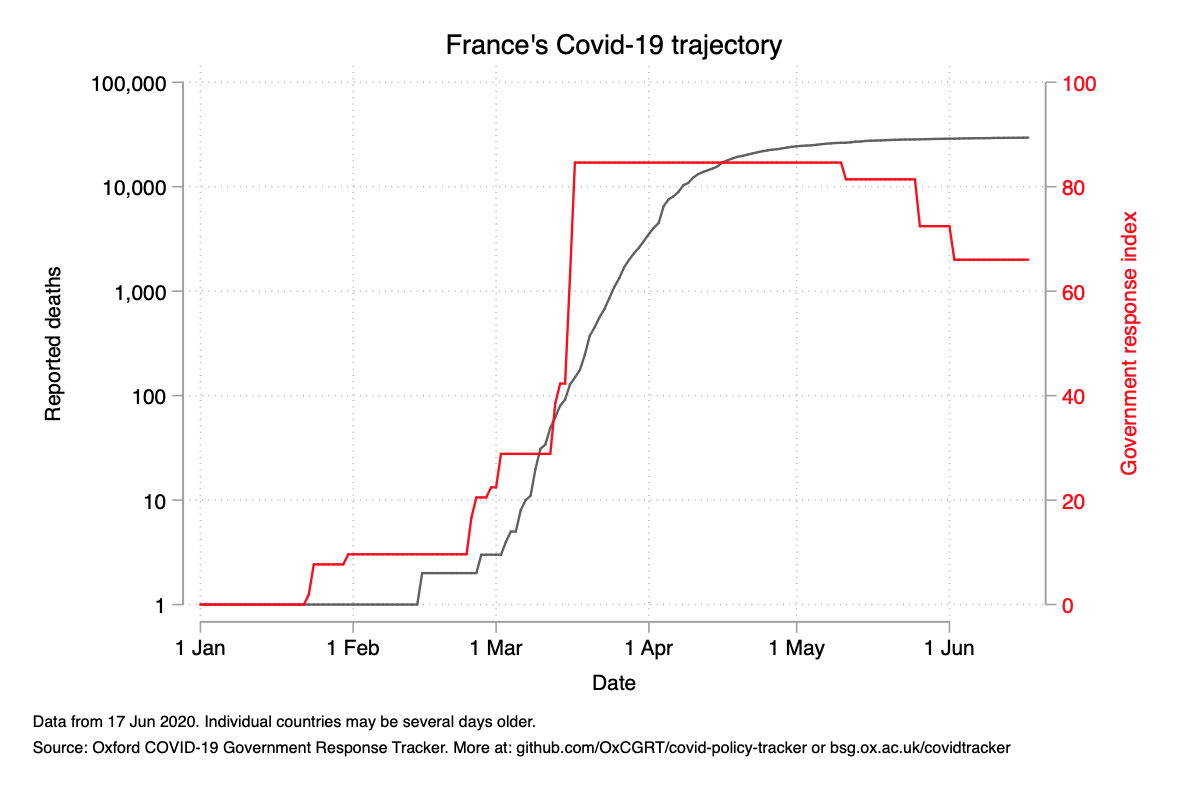 France's Covid-19 trajectory
100,000
10,000
1,000
100
10
1
Reported deaths
100
80
60
40
20
0
Government response index
1 Jan
1 Feb
1 Mar
1 Apr
1 May
1 Jun
Date
Data from 17 Jun 2020. Individual countries may be several days older.
Source: Oxford COVID-19 Government Response Tracker. More at: github.com/OxCGRT/covid-policy-tracker or bsg.ox.ac.uk/covidtracker